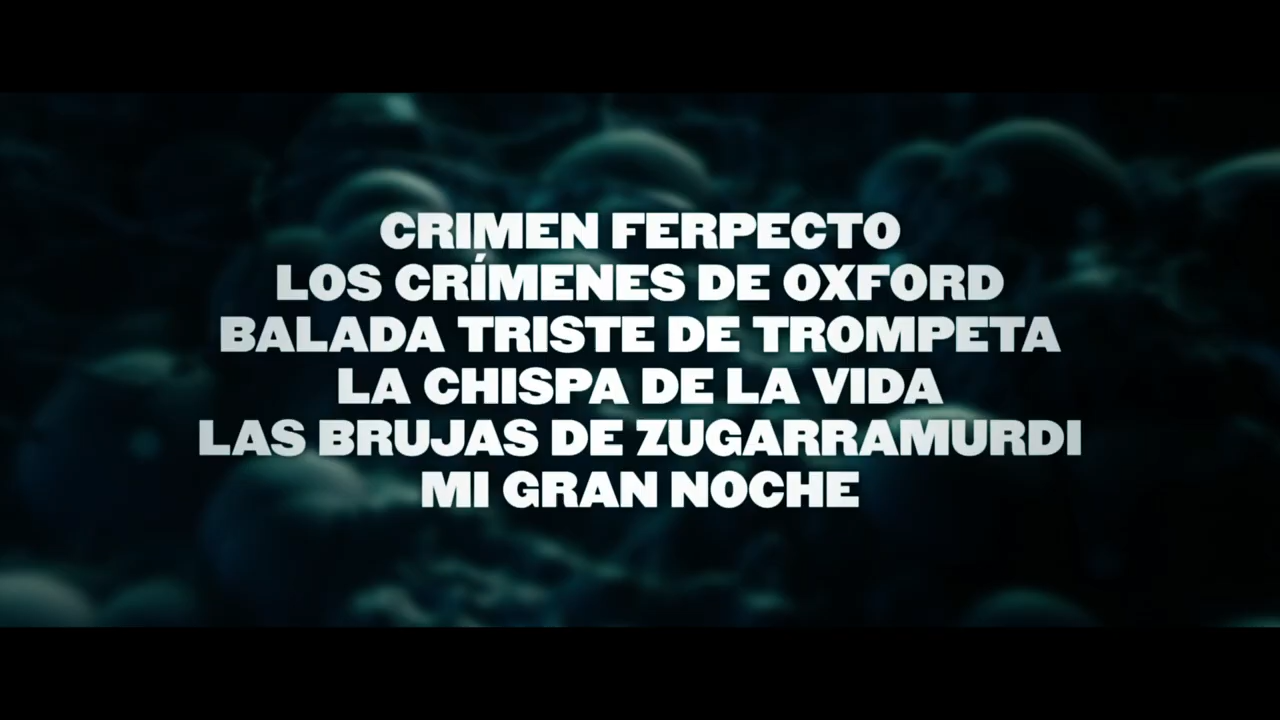 CRIMEN FERPECTO
LOS CRÍMENES DE OXFORD
BALADA TRISTE DE TROMPETA
LA CHISPA DE LA VIDA
LAS BRUJAS DE ZUGARRAMURDI
MI GRAN NOCHE